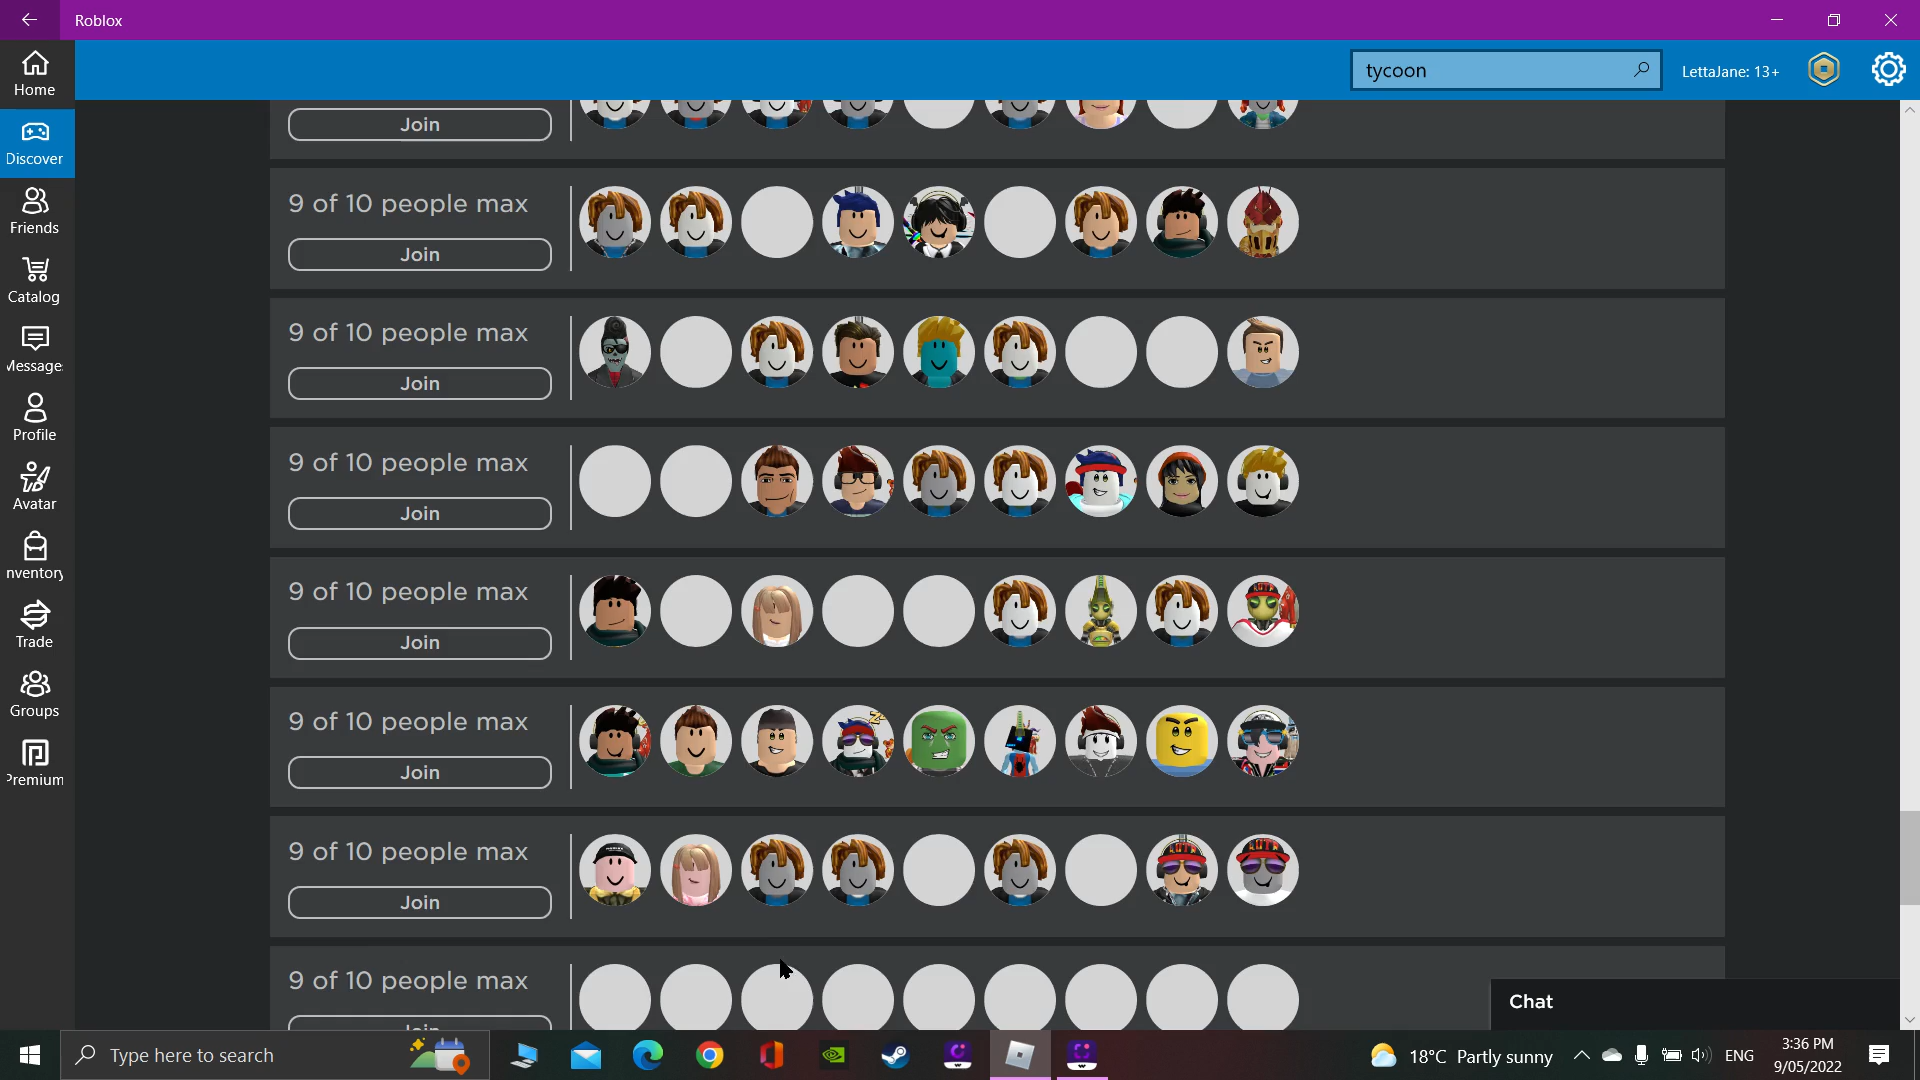 Roblox
tycoon
LettaJane: 13+
Home
Discover
Friends
Catalog
Message
Profile
Avatar
nventory
Trade
Groups
Premium
Join
9 of 10 people max
Join
9 of 10 people max
Join
9 of 10 people max
Join
9 of 10 people max
Join
9 of 10 people max
Join
9 of 10 people max
Join
9 of 10 people max
Join
Chat
Type here to search
18°C Partly sunny
ENG
3:36 PM
9/05/2022